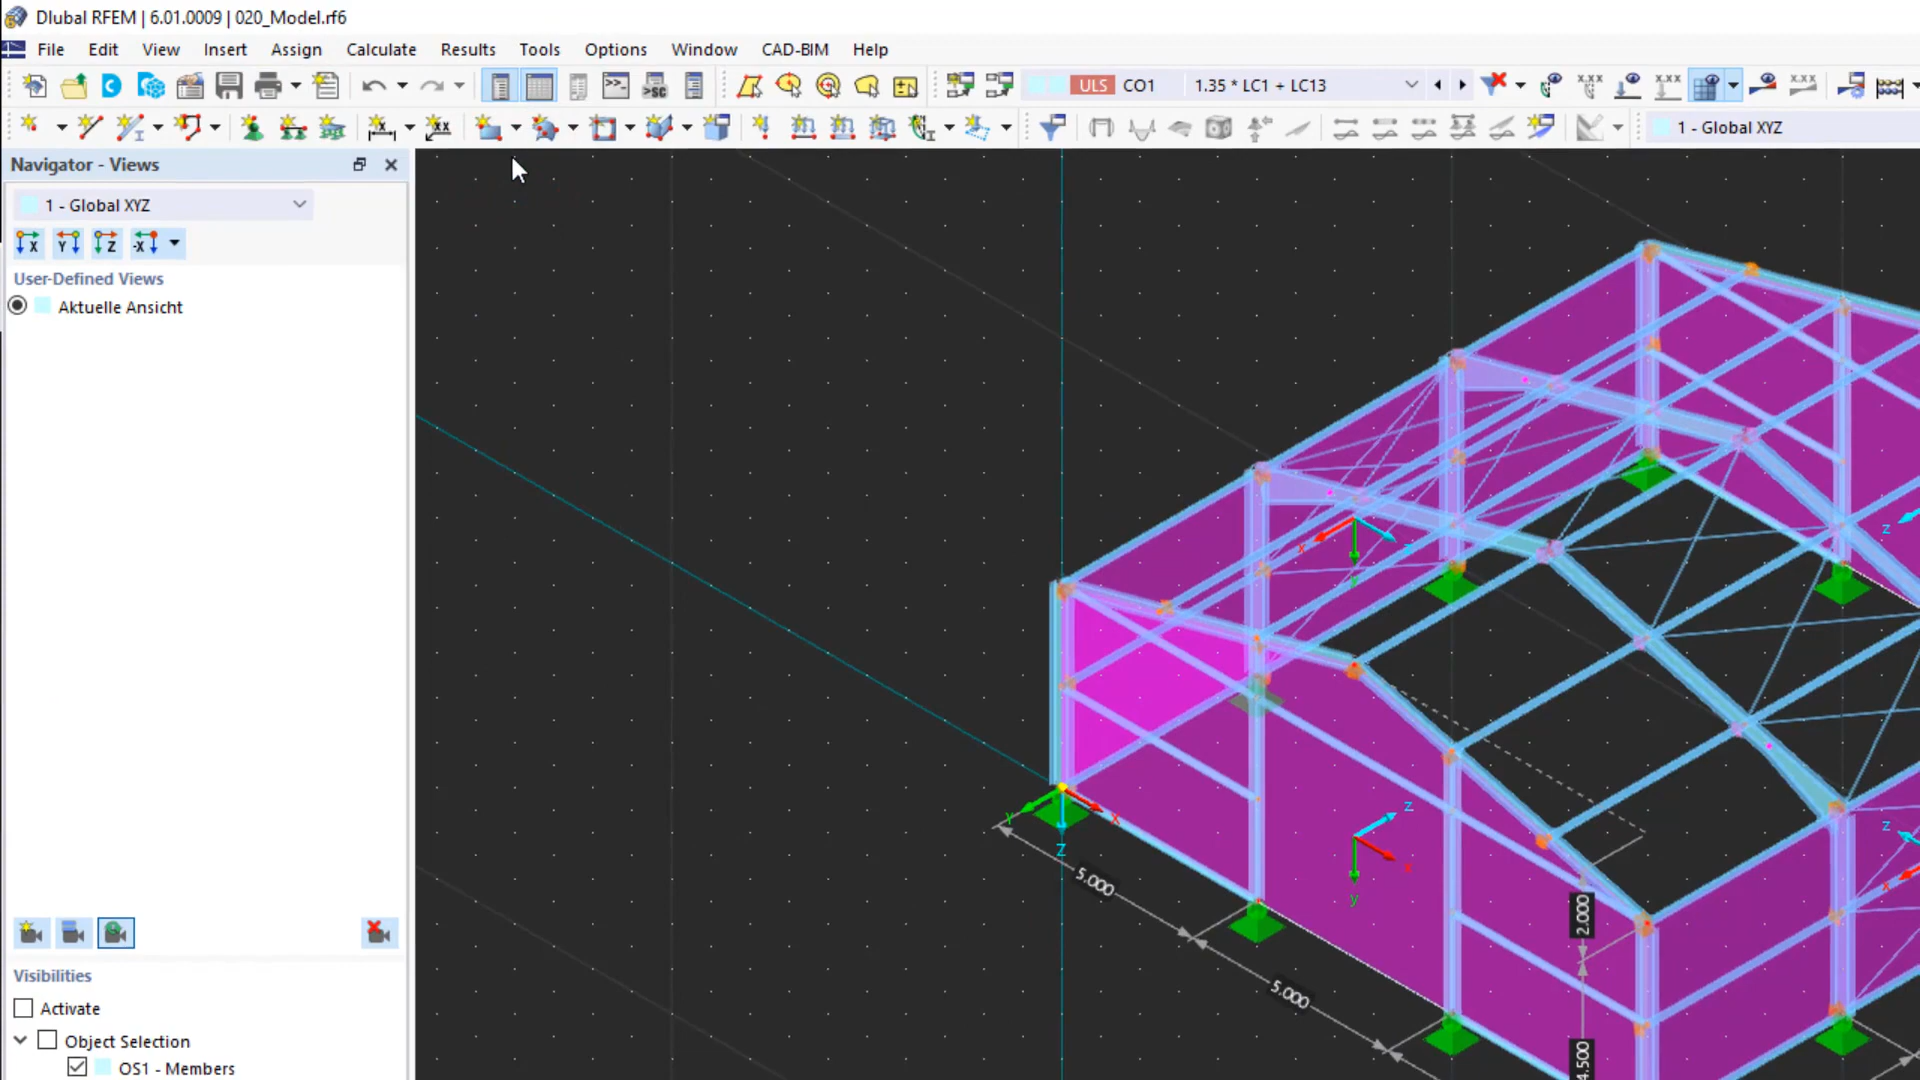 Dlubal RFEM | 6.01.0009 | 020_Model.rf6
File Edit View Insert Assign Calculate Results Tools Options Window CAD-BIM Help
ULS CO1 1.35 * LC1 + LC13
1 - Global XYZ
Navigator - Views
1 - Global XYZ
X Y Z -X
User-Defined Views
Aktuelle Ansicht
Visibilities
Activate
Object Selection
OS1 - Members
x
z
z
y
x
z
z
x
y
z
x
5.000
5.000
2.000
4.500